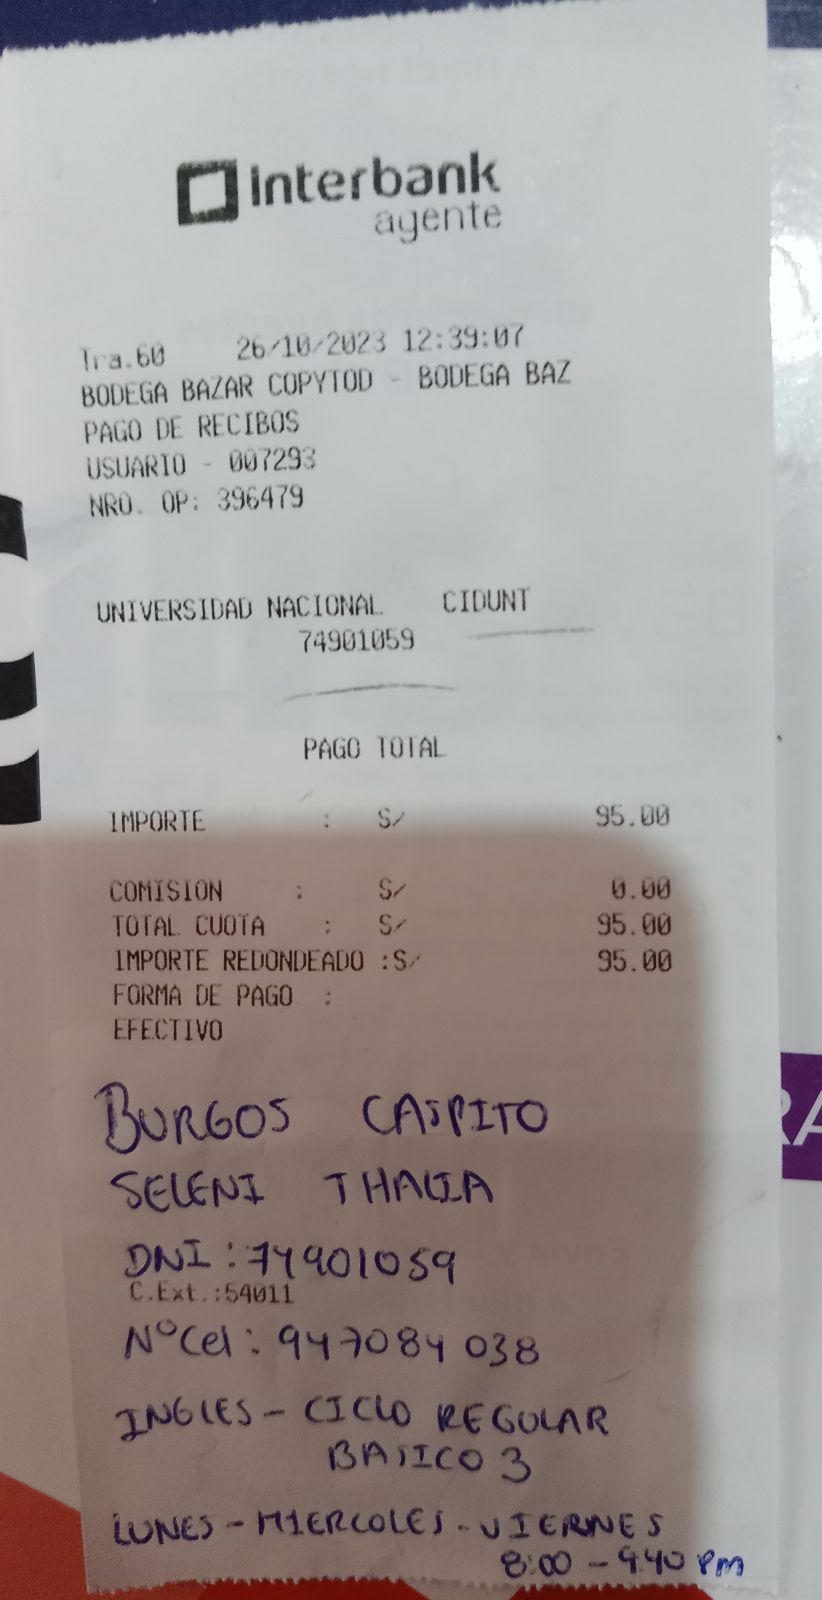 Interbank
agente
Tra.60 26/10/2023 12:39:07
BODEGA BAZAR COPYTOD - BODEGA BAZ
PAGO DE RECIBOS
USUARIO - 007293
NRO. OP: 396479
UNIVERSIDAD NACIONAL CIDUNT
74901059
PAGO TOTAL
IMPORTE : S/ 95.00
COMISION : S/ 0.00
TOTAL CUOTA : S/ 95.00
IMPORTE REDONDEADO :S/ 95.00
FORMA DE PAGO :
EFECTIVO
BURGOS CASPITO
SELENI THALIA
DNI : 74901059
C.Ext.:54011
N°Cel : 947084 038
INGLES - CICLO REGULAR
BASICO 3
LUNES - MIERCOLES - VIERNES
8:00 - 9:40 Pm
RA